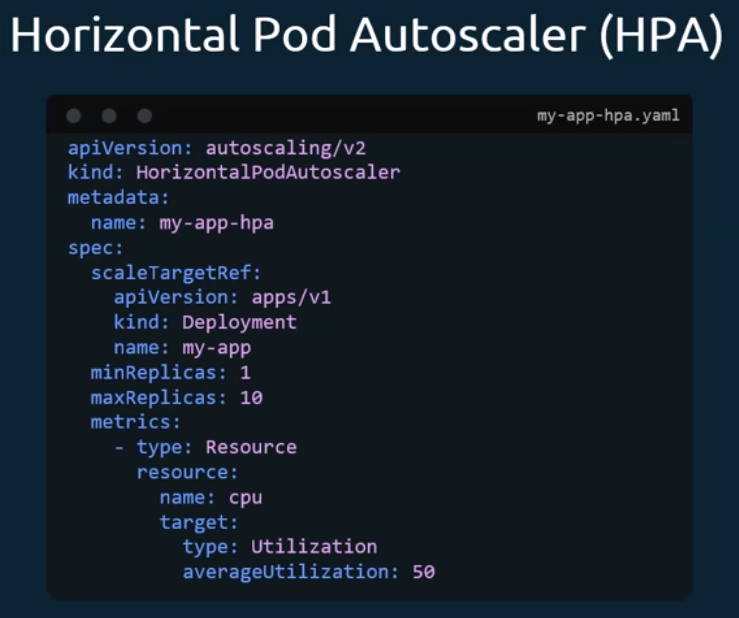 Horizontal Pod Autoscaler (HPA)
my-app-hpa.yaml
apiVersion: autoscaling/v2
kind: HorizontalPodAutoscaler
metadata:
  name: my-app-hpa
spec:
  scaleTargetRef:
    apiVersion: apps/v1
    kind: Deployment
    name: my-app
  minReplicas: 1
  maxReplicas: 10
  metrics:
    - type: Resource
      resource:
        name: cpu
        target:
          type: Utilization
          averageUtilization: 50